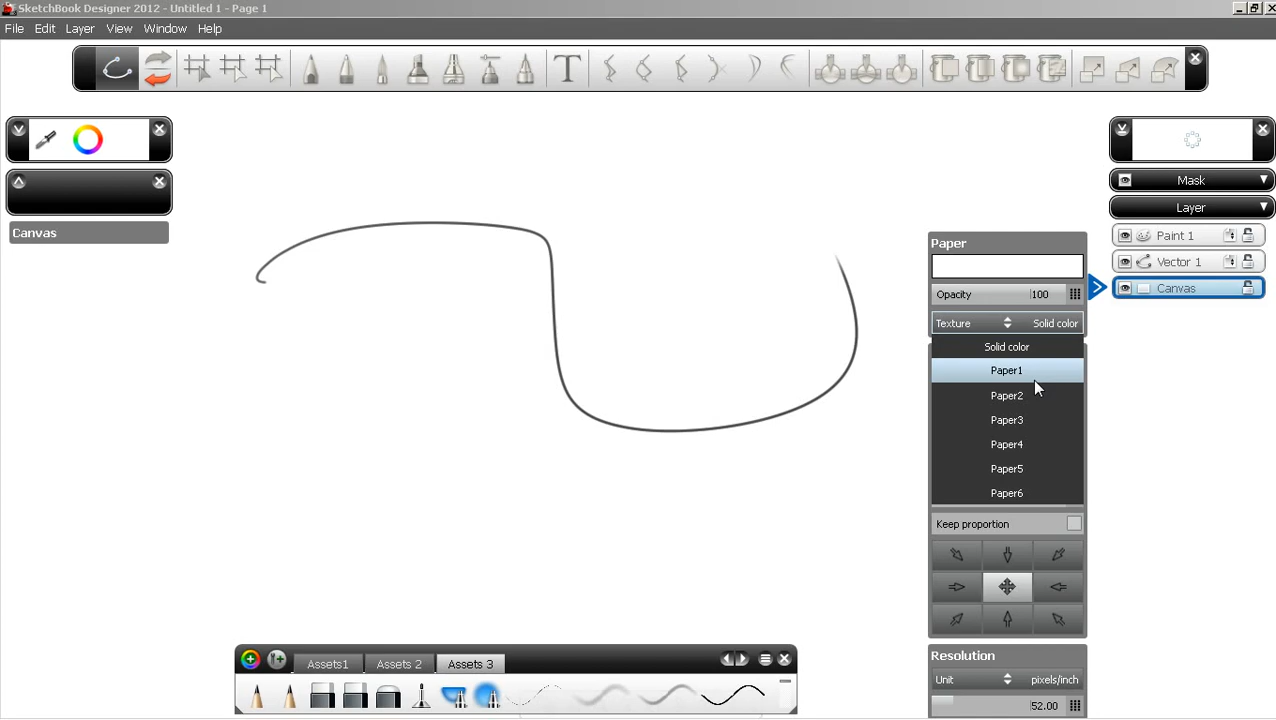 SketchBook Designer 2012 - Untitled 1 - Page 1
File Edit Layer View Window Help
T
Canvas
Mask
Layer
Paint 1
Vector 1
Canvas
Paper
Opacity 100
Texture Solid color
Solid color
Paper1
Paper2
Paper3
Paper4
Paper5
Paper6
Keep proportion
Resolution
Unit pixels/inch
52.00
Assets1 Assets 2 Assets 3